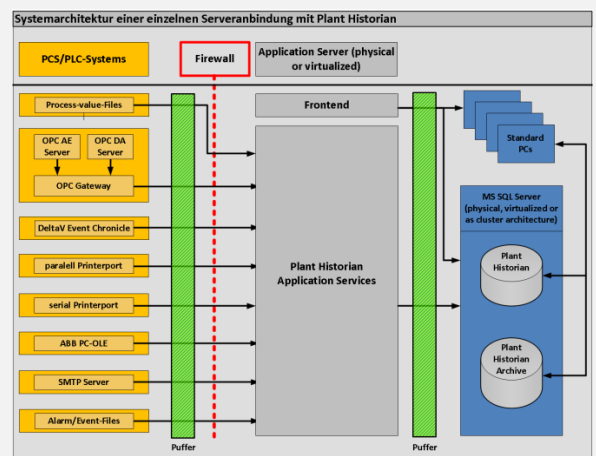 Systemarchitektur einer einzelnen Serveranbindung mit Plant Historian
PCS/PLC-Systems
Firewall
Application Server (physical
or virtualized)
Process-value-Files
Frontend
OPC AE
Server
OPC DA
Server
OPC Gateway
DeltaV Event Chronicle
paralell Printerport
serial Printerport
ABB PC-OLE
SMTP Server
Alarm/Event-Files
Puffer
Plant Historian
Application Services
Puffer
Standard
PCs
MS SQL Server
(physical, virtualized or
as cluster architecture)
Plant
Historian
Plant
Historian
Archive